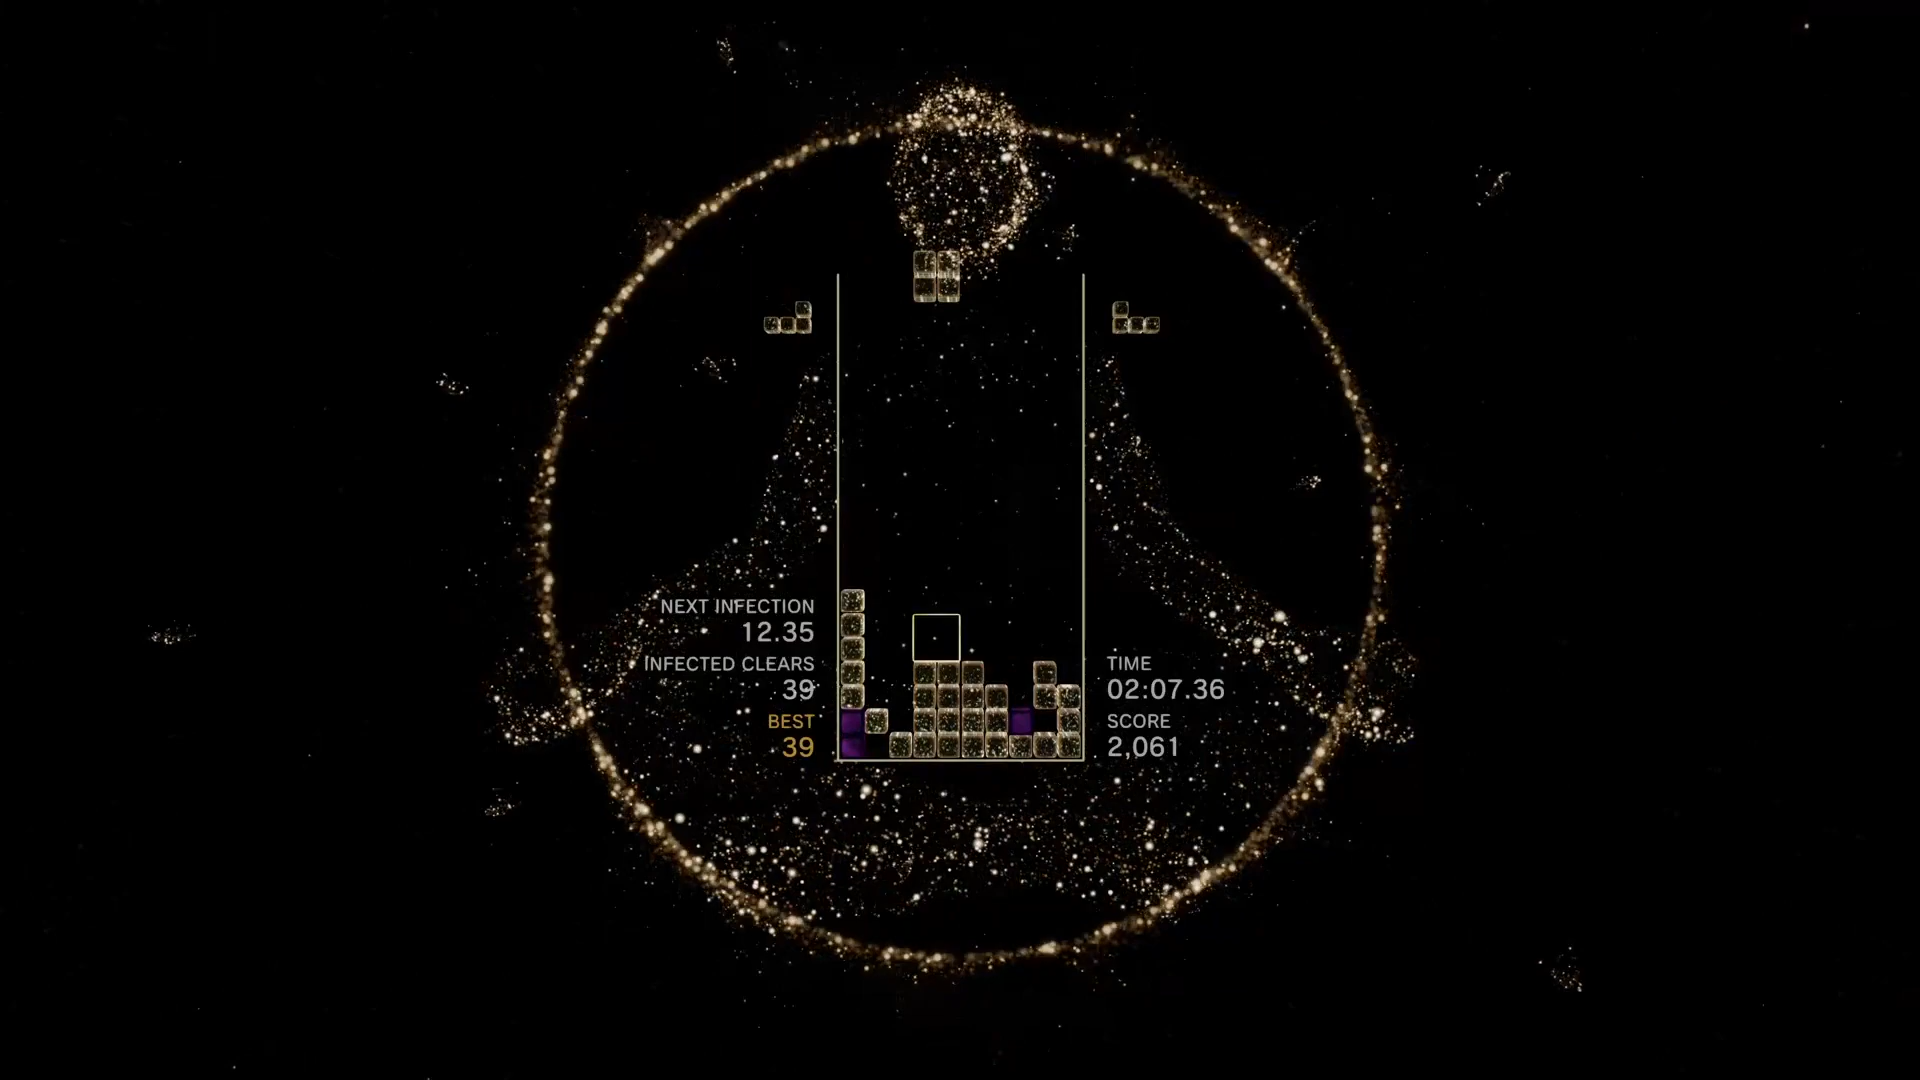 NEXT INFECTION
12.35
INFECTED CLEARS
39
BEST
39
TIME
02:07.36
SCORE
2,061